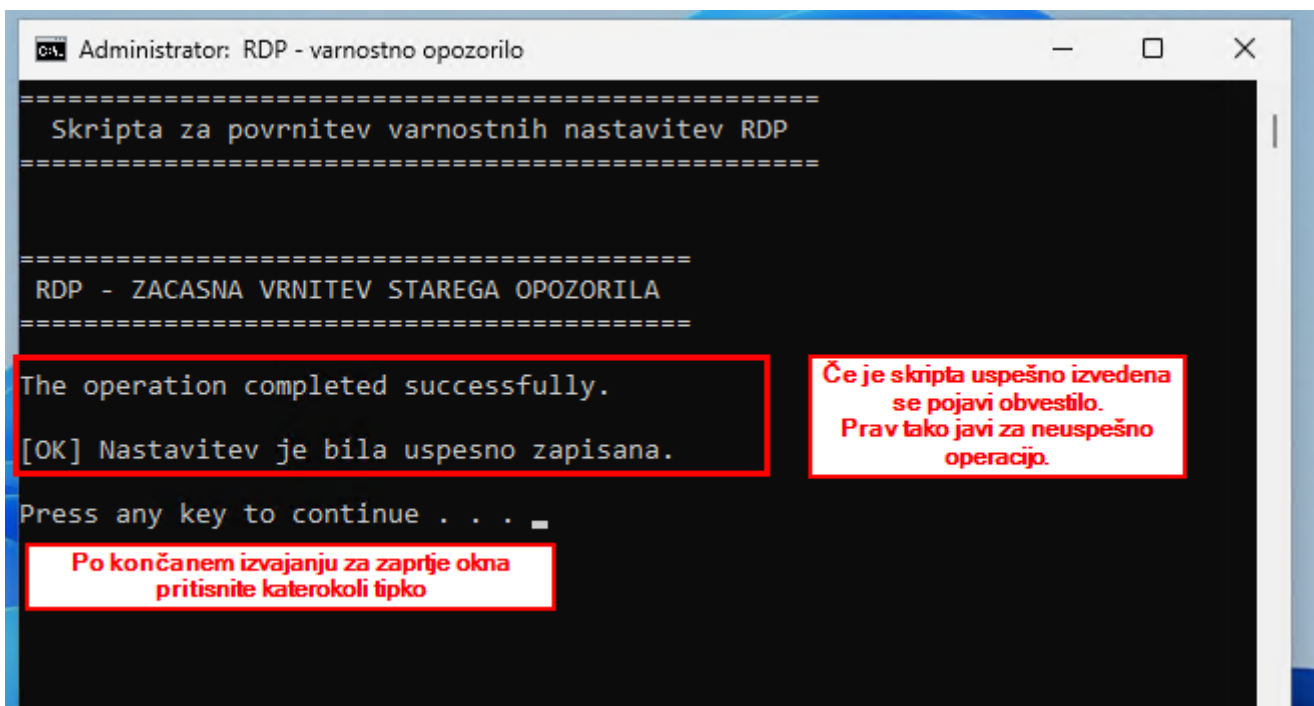 Administrator: RDP - varnostno opozorilo
==================================================
Skripta za povrnitev varnostnih nastavitev RDP
==================================================
==========================================
RDP - ZACASNA VRNITEV STAREGA OPOZORILA
==========================================
The operation completed successfully.
[OK] Nastavitev je bila uspesno zapisana.
Če je skripta uspešno izvedena
se pojavi obvestilo.
Prav tako javi za neuspešno
operacijo.
Press any key to continue . . .
Po končanem izvajanju za zaprtje okna
pritisnite katerokoli tipko